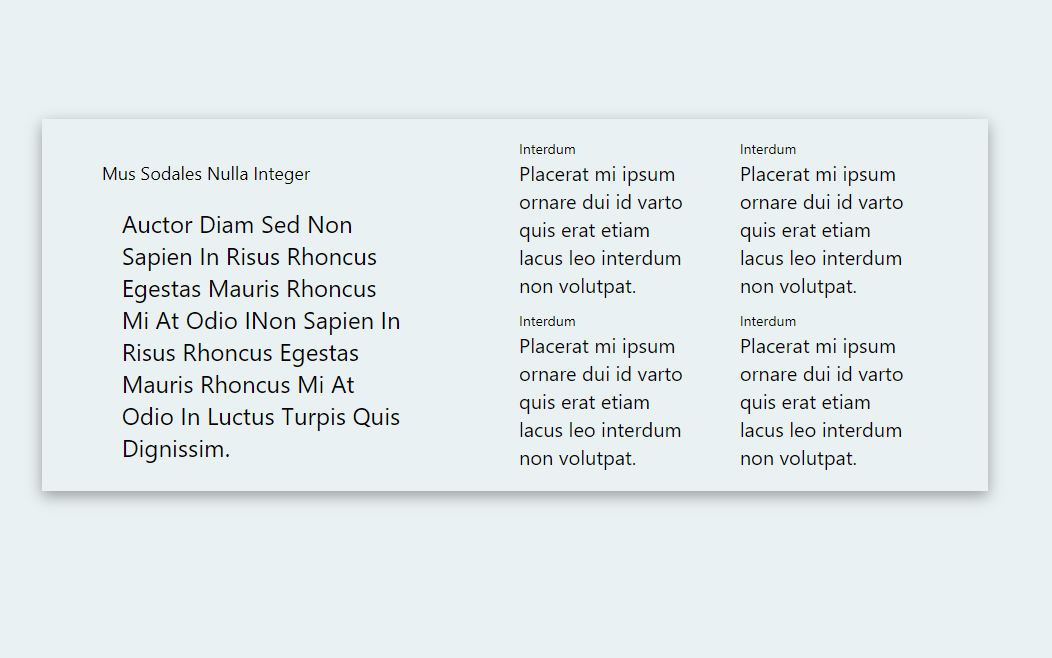 Mus Sodales Nulla Integer
Auctor Diam Sed Non
Sapien In Risus Rhoncus
Egestas Mauris Rhoncus
Mi At Odio INon Sapien In
Risus Rhoncus Egestas
Mauris Rhoncus Mi At
Odio In Luctus Turpis Quis
Dignissim.
Interdum
Placerat mi ipsum
ornare dui id varto
quis erat etiam
lacus leo interdum
non volutpat.
Interdum
Placerat mi ipsum
ornare dui id varto
quis erat etiam
lacus leo interdum
non volutpat.
Interdum
Placerat mi ipsum
ornare dui id varto
quis erat etiam
lacus leo interdum
non volutpat.
Interdum
Placerat mi ipsum
ornare dui id varto
quis erat etiam
lacus leo interdum
non volutpat.